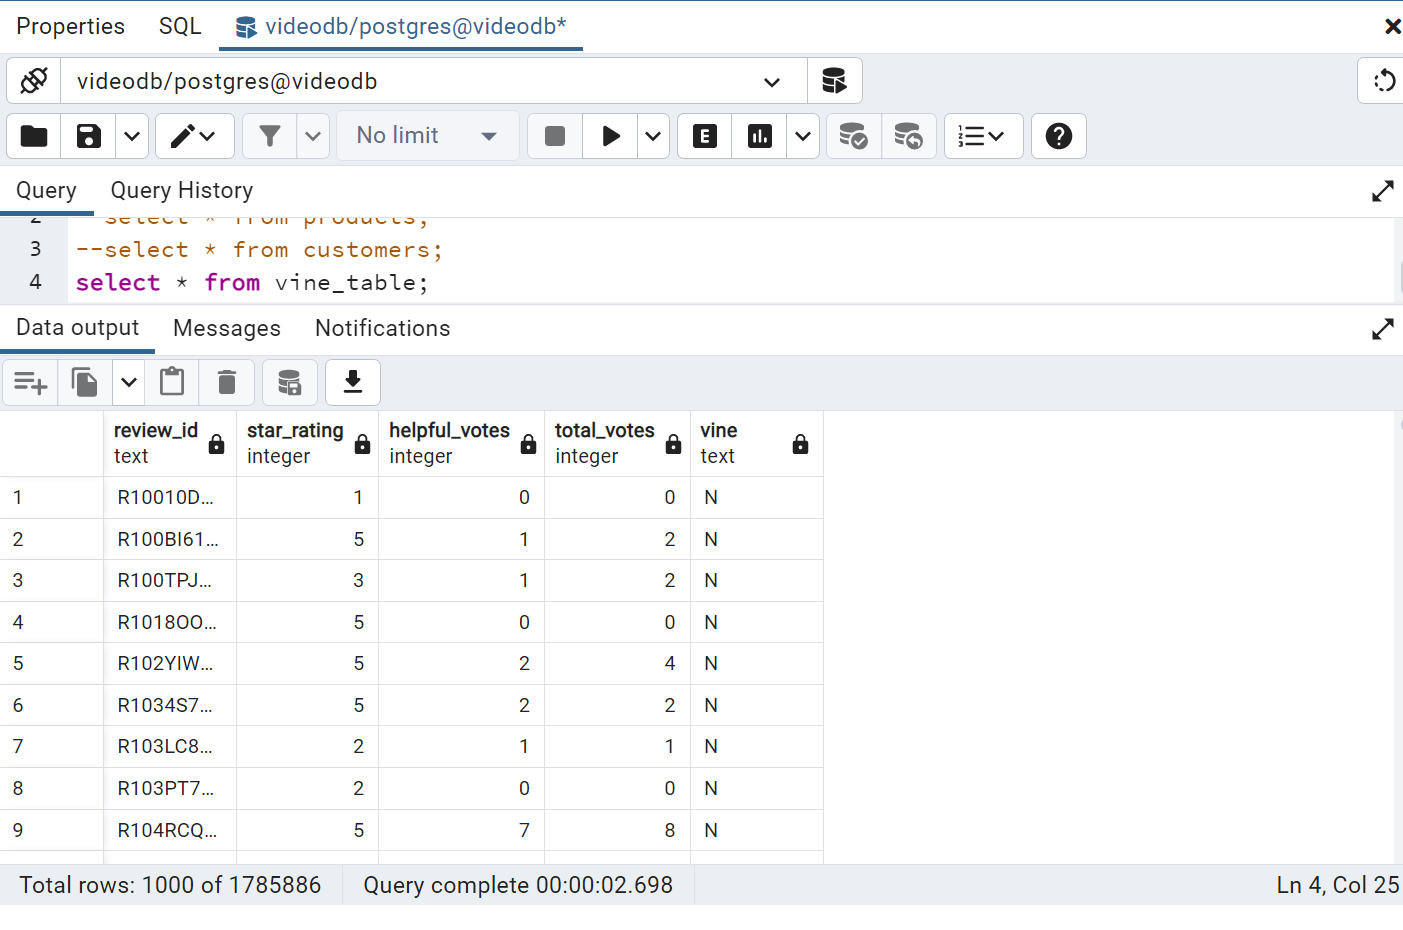 Properties SQL videodb/postgres@videodb*
videodb/postgres@videodb
No limit
Query Query History
2 select * from products;
3 --select * from customers;
4 select * from vine_table;
Data output Messages Notifications
review_id star_rating helpful_votes total_votes vine
text integer integer integer text
1 R10010D... 1 0 0 N
2 R100BI61... 5 1 2 N
3 R100TPJ... 3 1 2 N
4 R1018OO... 5 0 0 N
5 R102YIW... 5 2 4 N
6 R1034S7... 5 2 2 N
7 R103LC8... 2 1 1 N
8 R103PT7... 2 0 0 N
9 R104RCQ... 5 7 8 N
Total rows: 1000 of 1785886 Query complete 00:00:02.698 Ln 4, Col 25